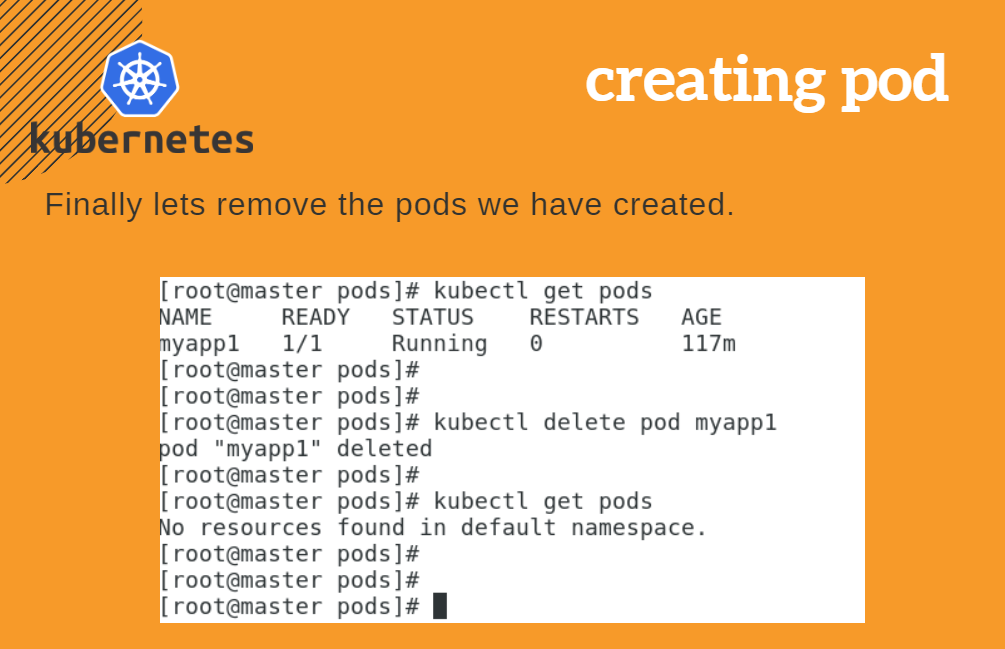 kubernetes
creating pod
Finally lets remove the pods we have created.
[root@master pods]# kubectl get pods
NAME     READY   STATUS    RESTARTS   AGE
myapp1   1/1     Running   0          117m
[root@master pods]#
[root@master pods]#
[root@master pods]# kubectl delete pod myapp1
pod "myapp1" deleted
[root@master pods]#
[root@master pods]# kubectl get pods
No resources found in default namespace.
[root@master pods]#
[root@master pods]#
[root@master pods]#